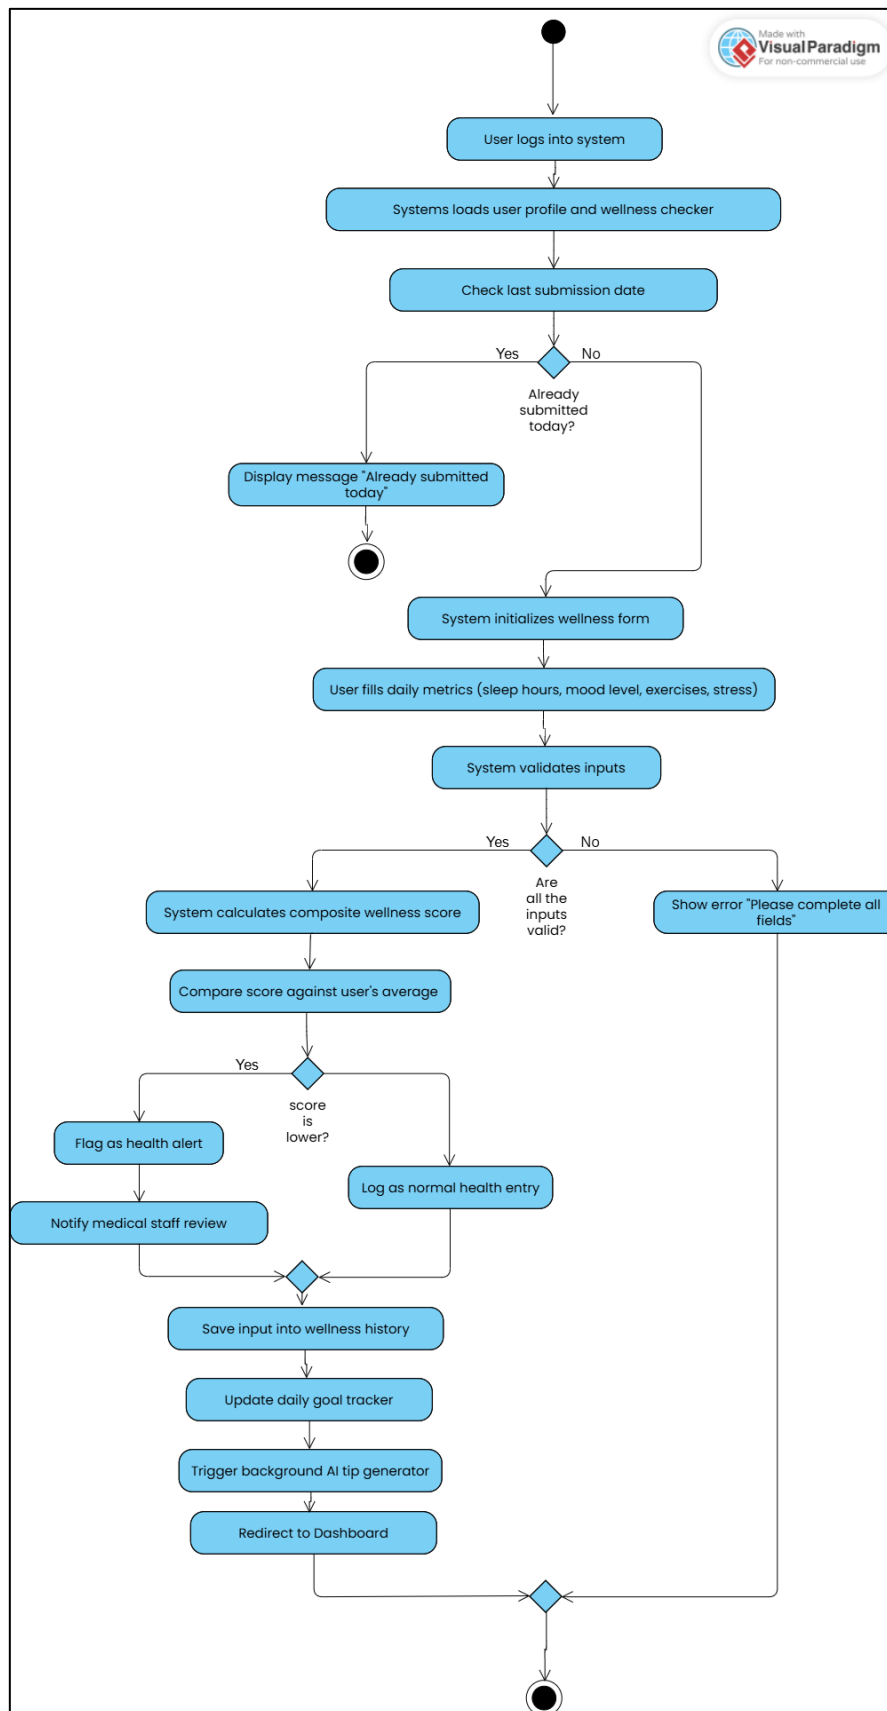 Made with
VisualParadigm
For non-commercial use
User logs into system
Systems loads user profile and wellness checker
Check last submission date
Yes
No
Already
submitted
today?
Display message "Already submitted
today"
System initializes wellness form
User fills daily metrics (sleep hours, mood level, exercises, stress)
System validates inputs
Yes
No
Are
all the
inputs
valid?
System calculates composite wellness score
Show error "Please complete all
fields"
Compare score against user's average
Yes
score
is
lower?
Flag as health alert
Log as normal health entry
Notify medical staff review
Save input into wellness history
Update daily goal tracker
Trigger background AI tip generator
Redirect to Dashboard